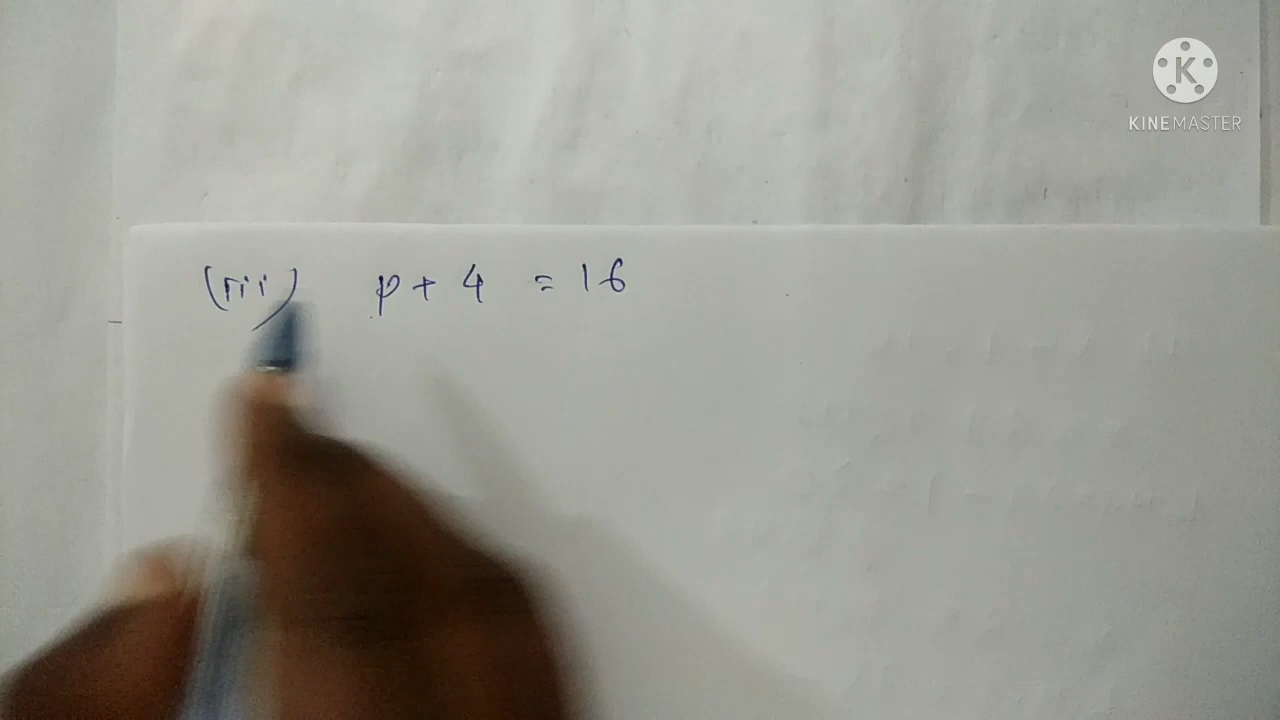 K
KINEMASTER
(iii) p + 4 = 16